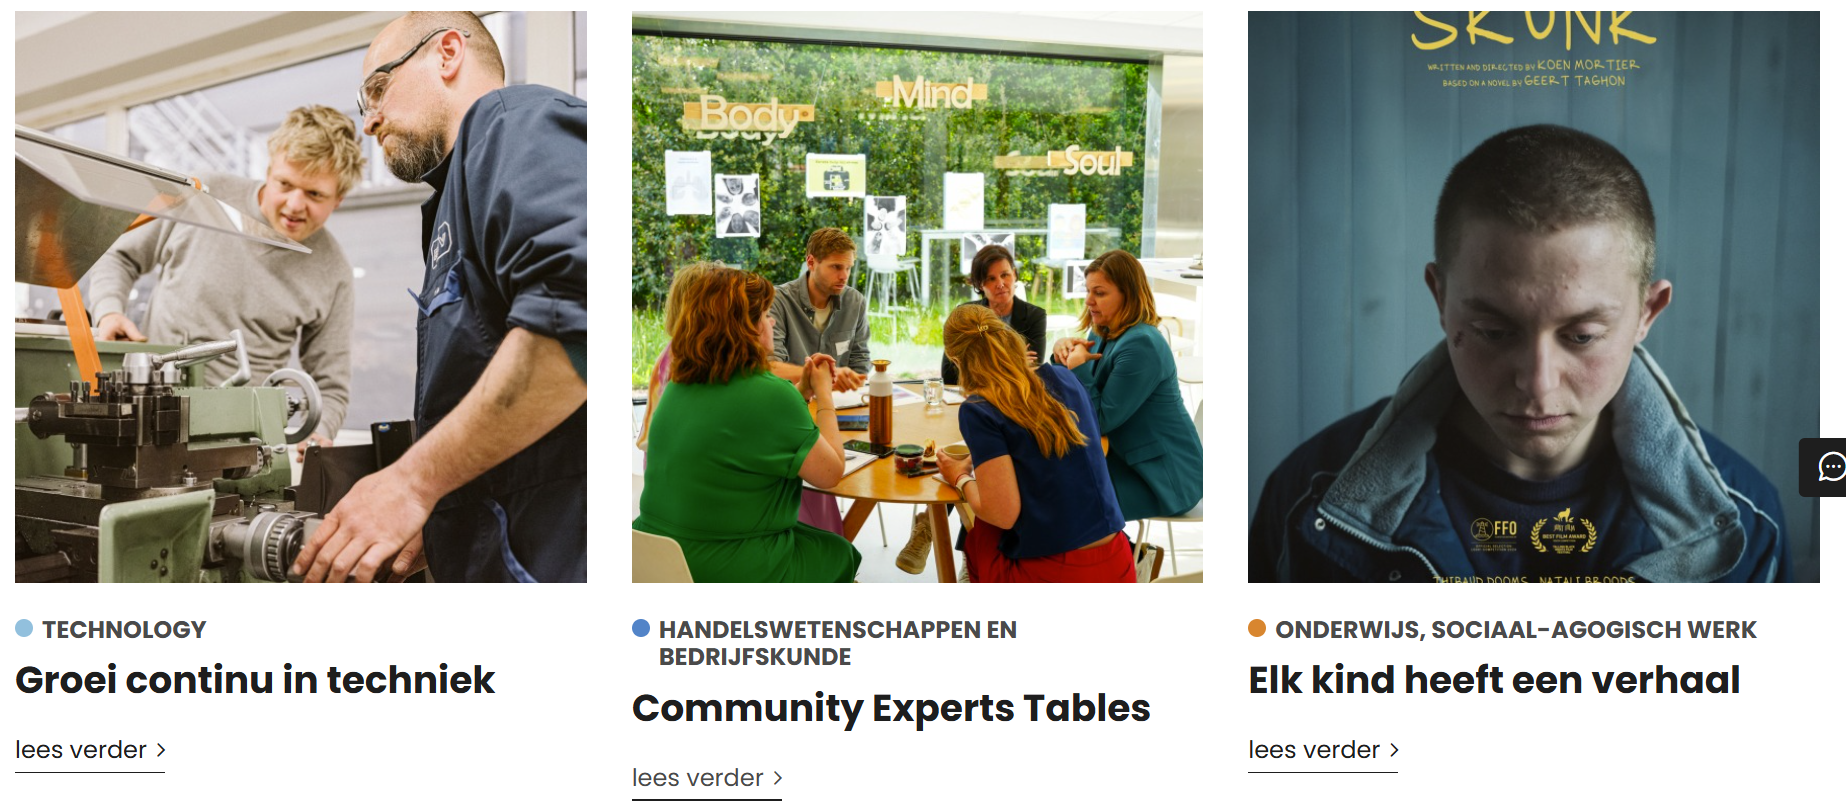 Body
Mind
Soul
SKUNK
WRITTEN AND DIRECTED BY KOEN MORTIER
BASED ON A NOVEL BY GEERT TAGHON
FFO
BEST FILM AWARD
THIBAUD DOOMS NATALI BROODS
TECHNOLOGY
Groei continu in techniek
lees verder
HANDELSWETENSCHAPPEN EN
BEDRIJFSKUNDE
Community Experts Tables
lees verder
ONDERWIJS, SOCIAAL-AGOGISCH WERK
Elk kind heeft een verhaal
lees verder